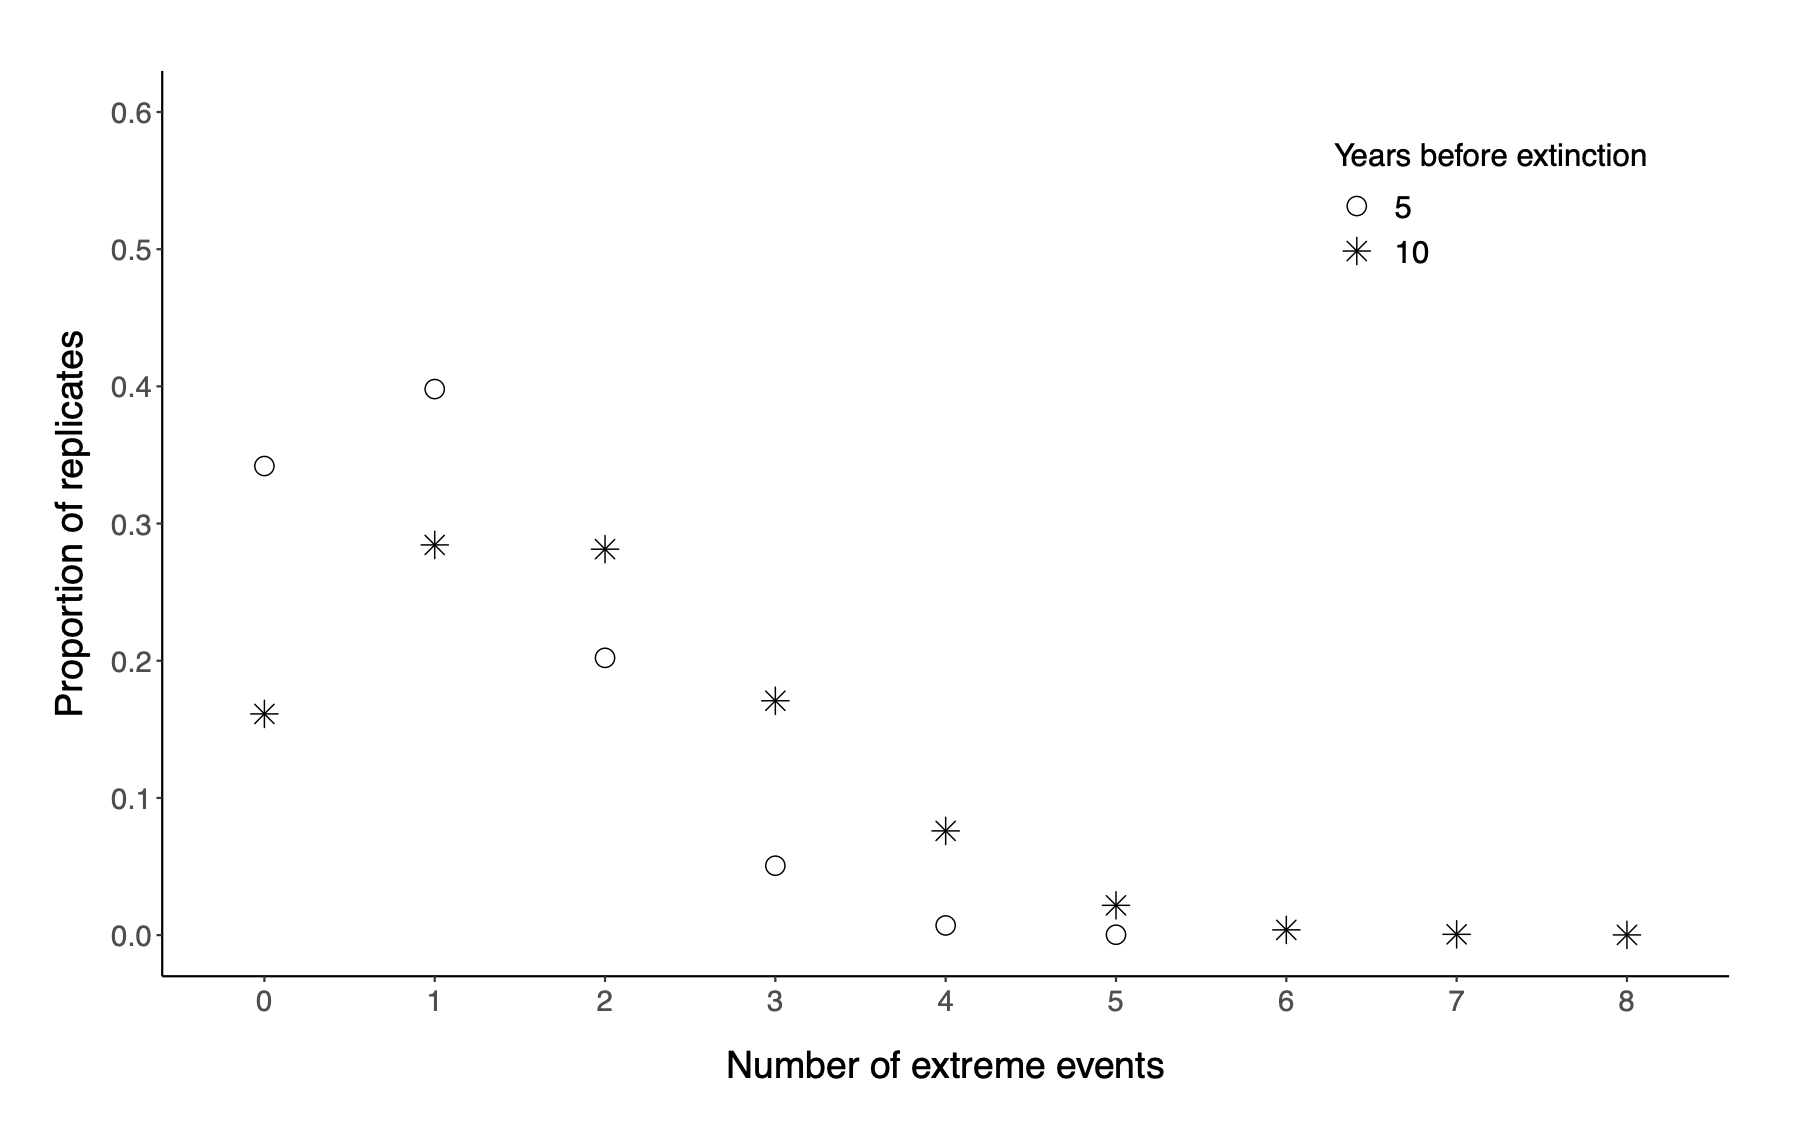 0.6
0.5
0.4
0.3
0.2
0.1
0.0
Proportion of replicates
Years before extinction
5
10
0 1 2 3 4 5 6 7 8
Number of extreme events